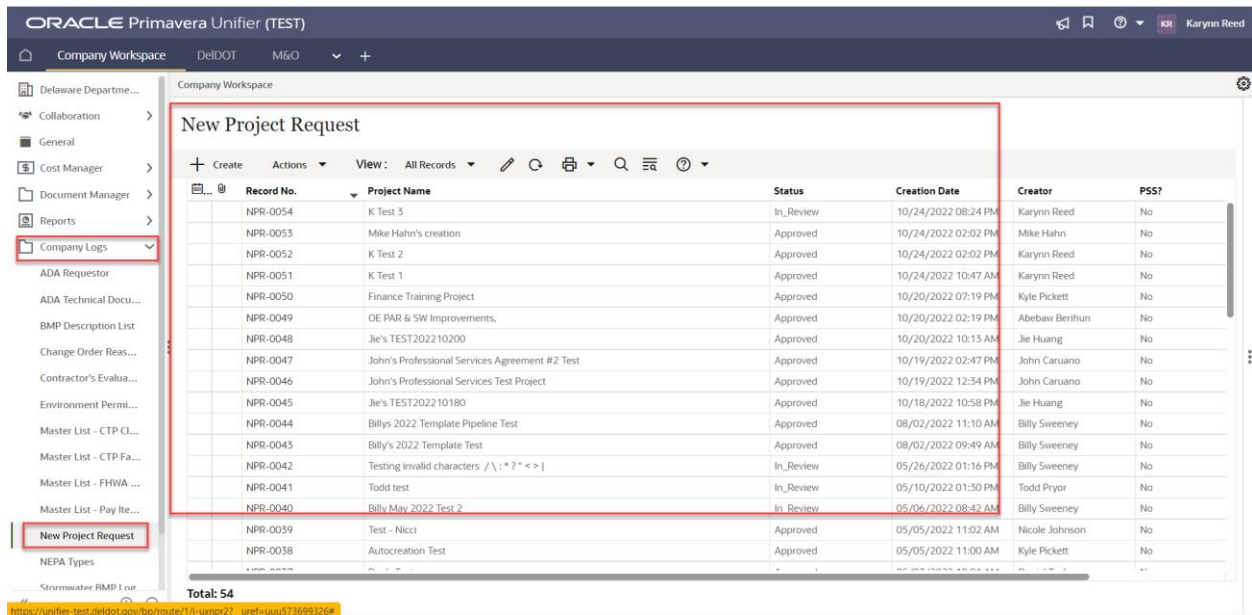 ORACLE Primavera Unifier (TEST)
KR Karynn Reed
Company Workspace DelDOT M&O
Delaware Departme...
Collaboration
General
Cost Manager
Document Manager
Reports
Company Logs
ADA Requestor
ADA Technical Docu...
BMP Description List
Change Order Reas...
Contractor's Evalua...
Environment Permi...
Master List - CTP Cl...
Master List - CTP Fa...
Master List - FHWA ...
Master List - Pay Ite...
New Project Request
NEPA Types
Stormwater BMP Log
Company Workspace
New Project Request
Create Actions View : All Records
... Record No. Project Name Status Creation Date Creator PSS?
NPR-0054 K Test 3 In_Review 10/24/2022 08:24 PM Karynn Reed No
NPR-0053 Mike Hahn's creation Approved 10/24/2022 02:02 PM Mike Hahn No
NPR-0052 K Test 2 Approved 10/24/2022 02:02 PM Karynn Reed No
NPR-0051 K Test 1 Approved 10/24/2022 10:47 AM Karynn Reed No
NPR-0050 Finance Training Project Approved 10/20/2022 07:19 PM Kyle Pickett No
NPR-0049 OE PAR & SW Improvements, Approved 10/20/2022 02:19 PM Abebaw Berihun No
NPR-0048 Jie's TEST202210200 Approved 10/20/2022 10:13 AM Jie Huang No
NPR-0047 John's Professional Services Agreement #2 Test Approved 10/19/2022 02:47 PM John Caruano No
NPR-0046 John's Professional Services Test Project Approved 10/19/2022 12:34 PM John Caruano No
NPR-0045 Jie's TEST202210180 Approved 10/18/2022 10:58 PM Jie Huang No
NPR-0044 Billys 2022 Template Pipeline Test Approved 08/02/2022 11:10 AM Billy Sweeney No
NPR-0043 Billy's 2022 Template Test Approved 08/02/2022 09:49 AM Billy Sweeney No
NPR-0042 Testing invalid characters / \ : * ? " < > | In_Review 05/26/2022 01:16 PM Billy Sweeney No
NPR-0041 Todd test In_Review 05/10/2022 01:30 PM Todd Pryor No
NPR-0040 Billy May 2022 Test 2 In_Review 05/06/2022 08:42 AM Billy Sweeney No
NPR-0039 Test - Nicci Approved 05/05/2022 11:02 AM Nicole Johnson No
NPR-0038 Autocreation Test Approved 05/05/2022 11:00 AM Kyle Pickett No
Total: 54
https://unifier-test.deldot.gov/bp/route/1/i-uxnpr2?_uref=uuu573699326#